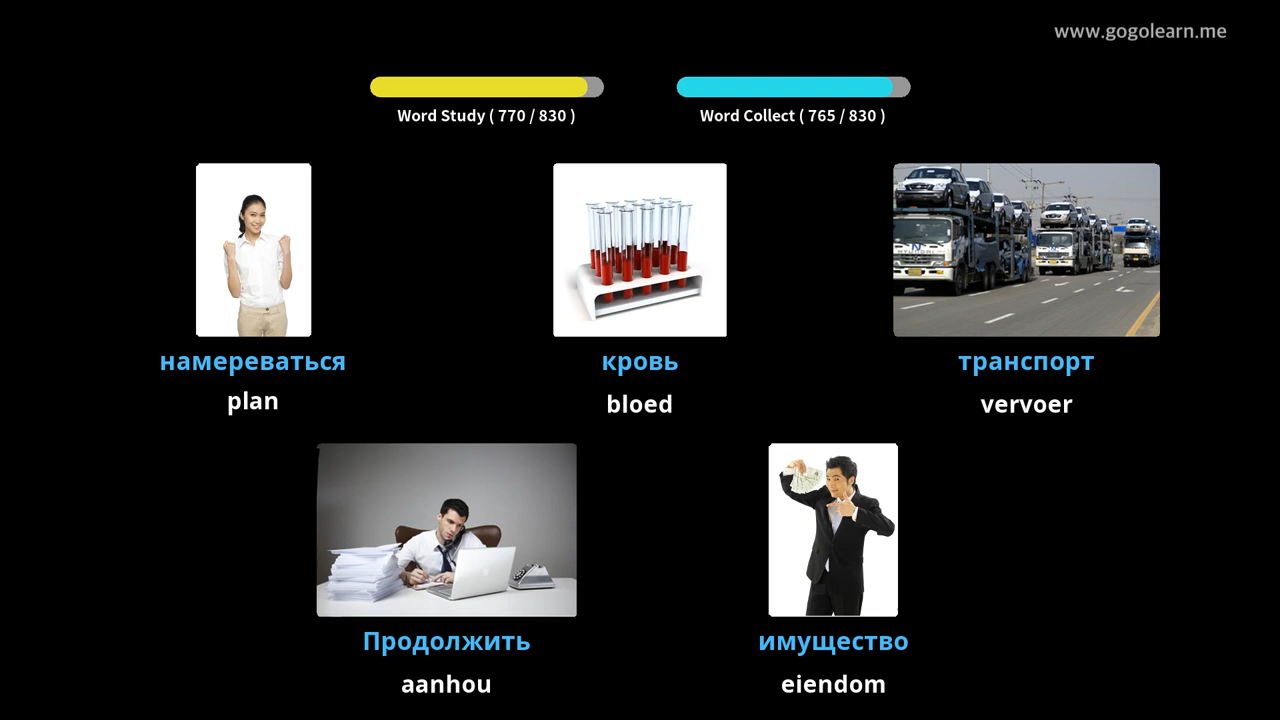 www.gogolearn.me
Word Study ( 770 / 830 )
Word Collect ( 765 / 830 )
намереваться
plan
кровь
bloed
транспорт
vervoer
Продолжить
aanhou
имущество
eiendom